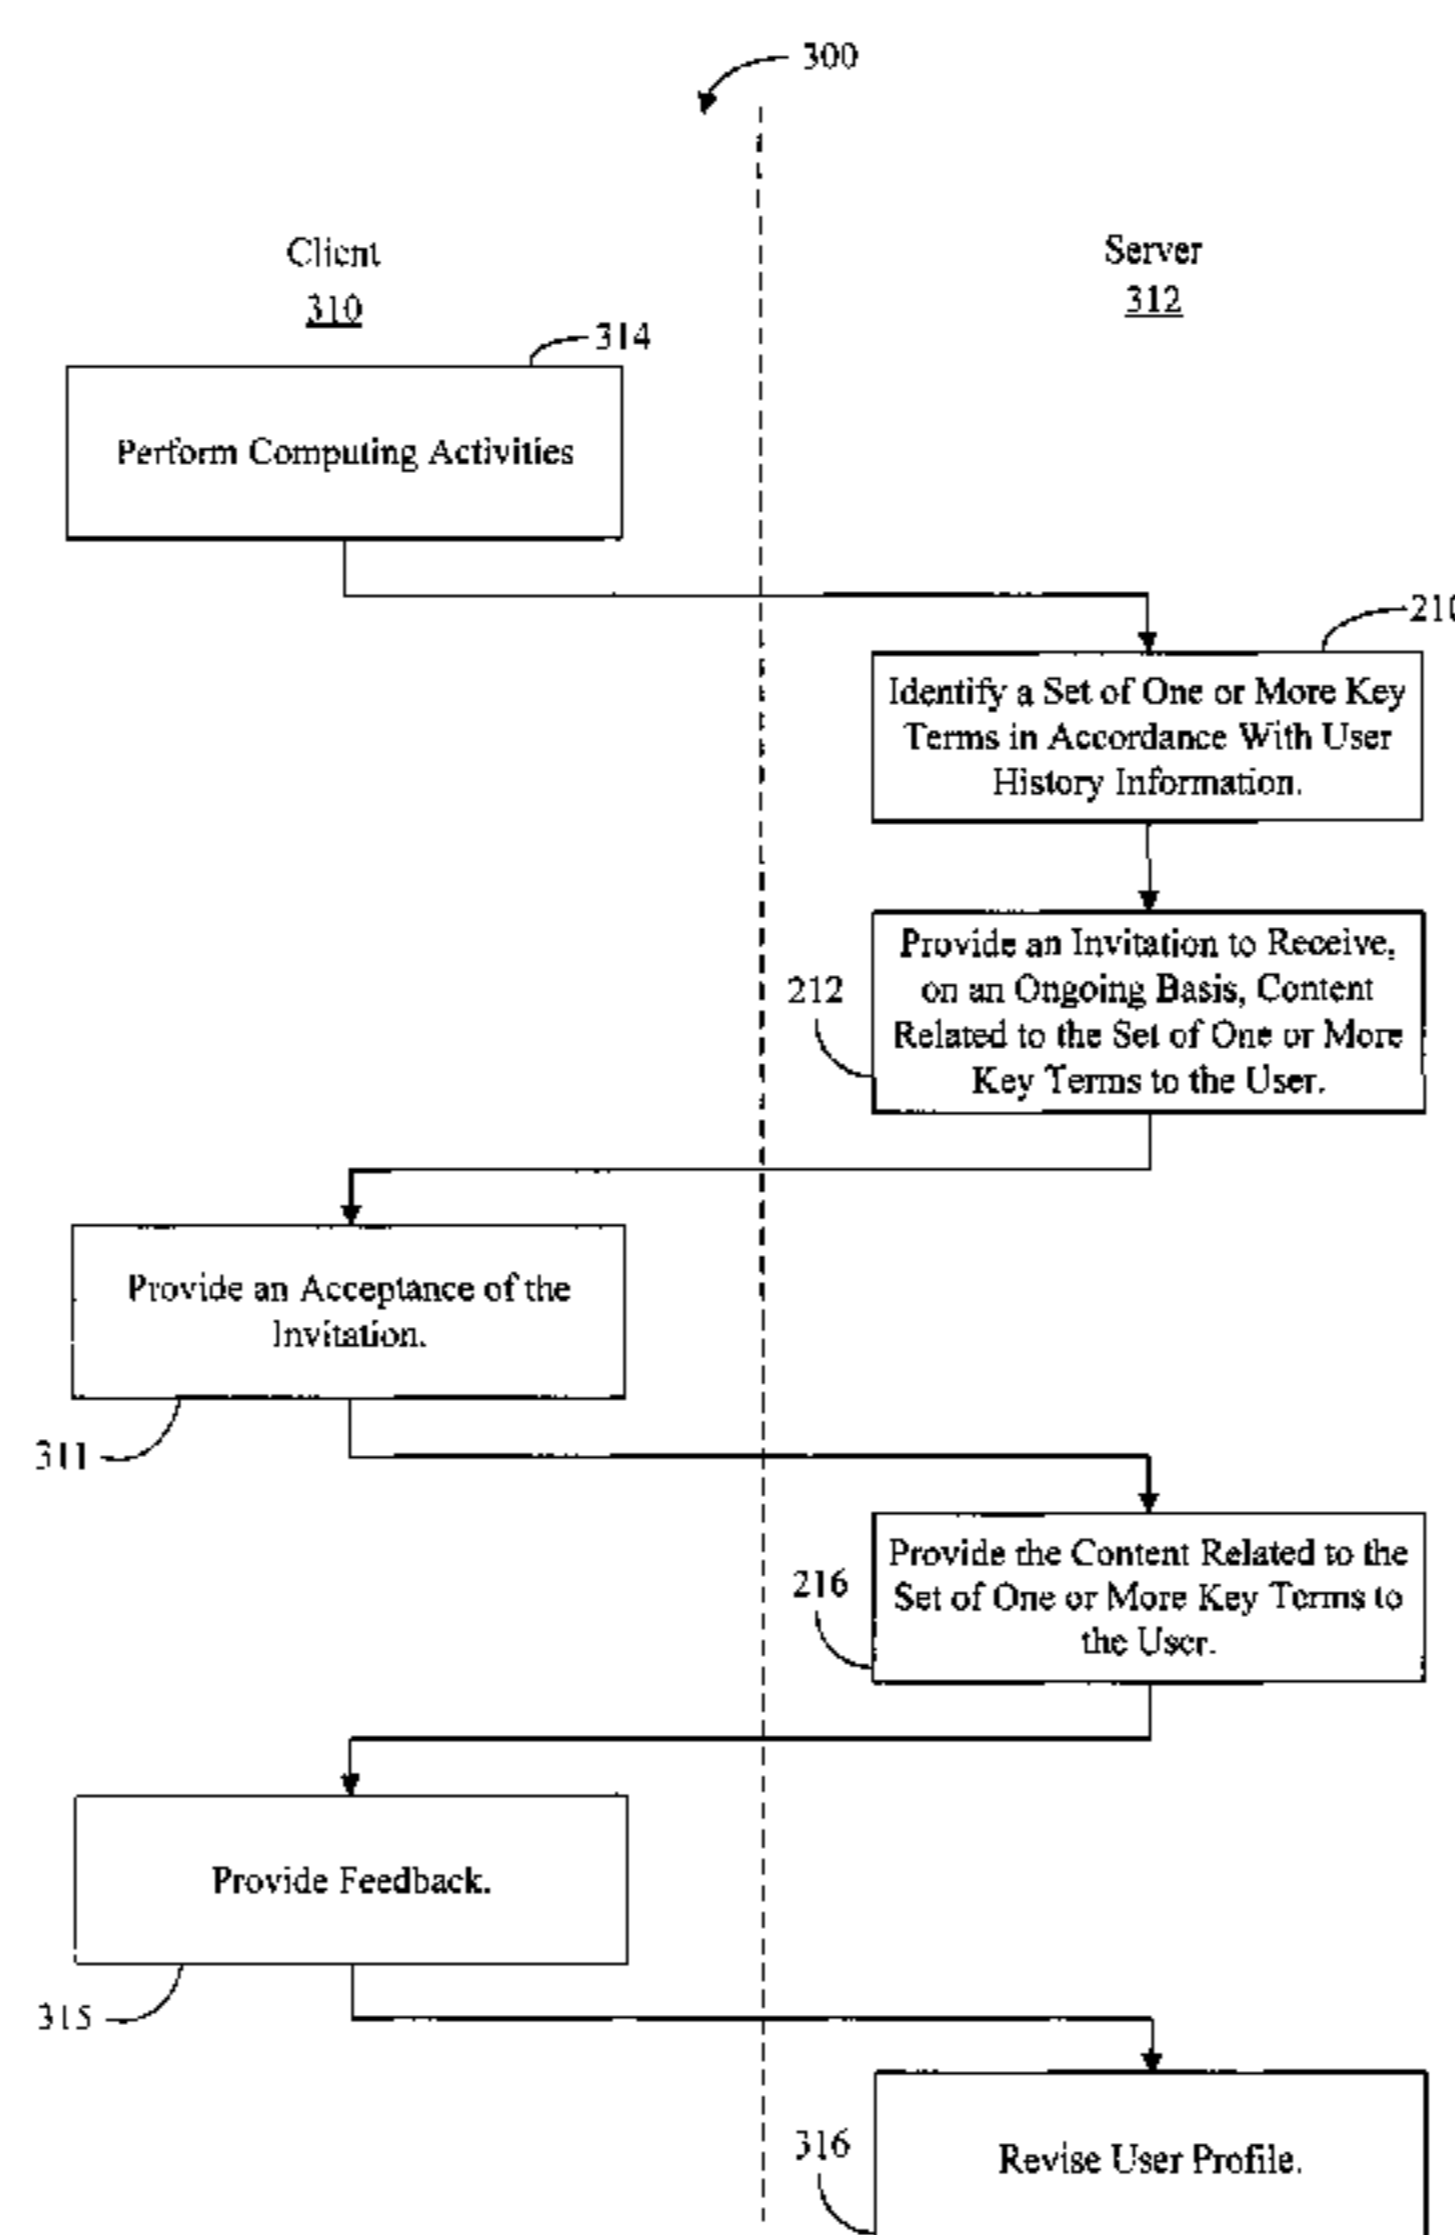 300
Client
310
Server
312
314
Perform Computing Activities
210
Identify a Set of One or More Key
Terms in Accordance With User
History Information.
212
Provide an Invitation to Receive,
on an Ongoing Basis, Content
Related to the Set of One or More
Key Terms to the User.
Provide an Acceptance of the
Invitation.
311
216
Provide the Content Related to the
Set of One or More Key Terms to
the User.
Provide Feedback.
315
316
Revise User Profile.